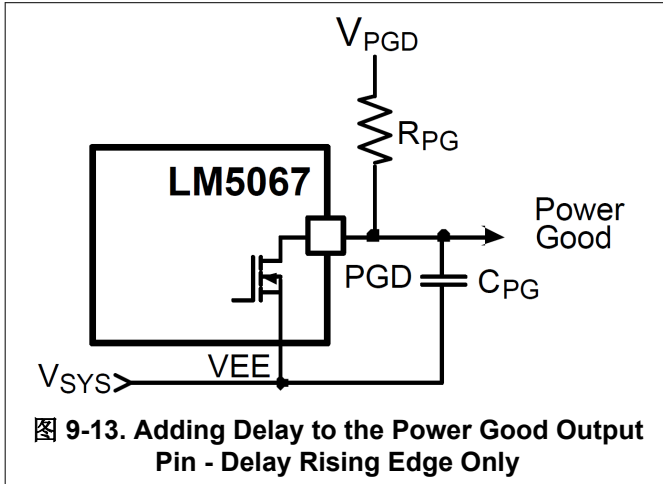 VPGD
RPG
LM5067
Power
Good
PGD
CPG
VEE
VSYS
图 9-13. Adding Delay to the Power Good Output
Pin - Delay Rising Edge Only